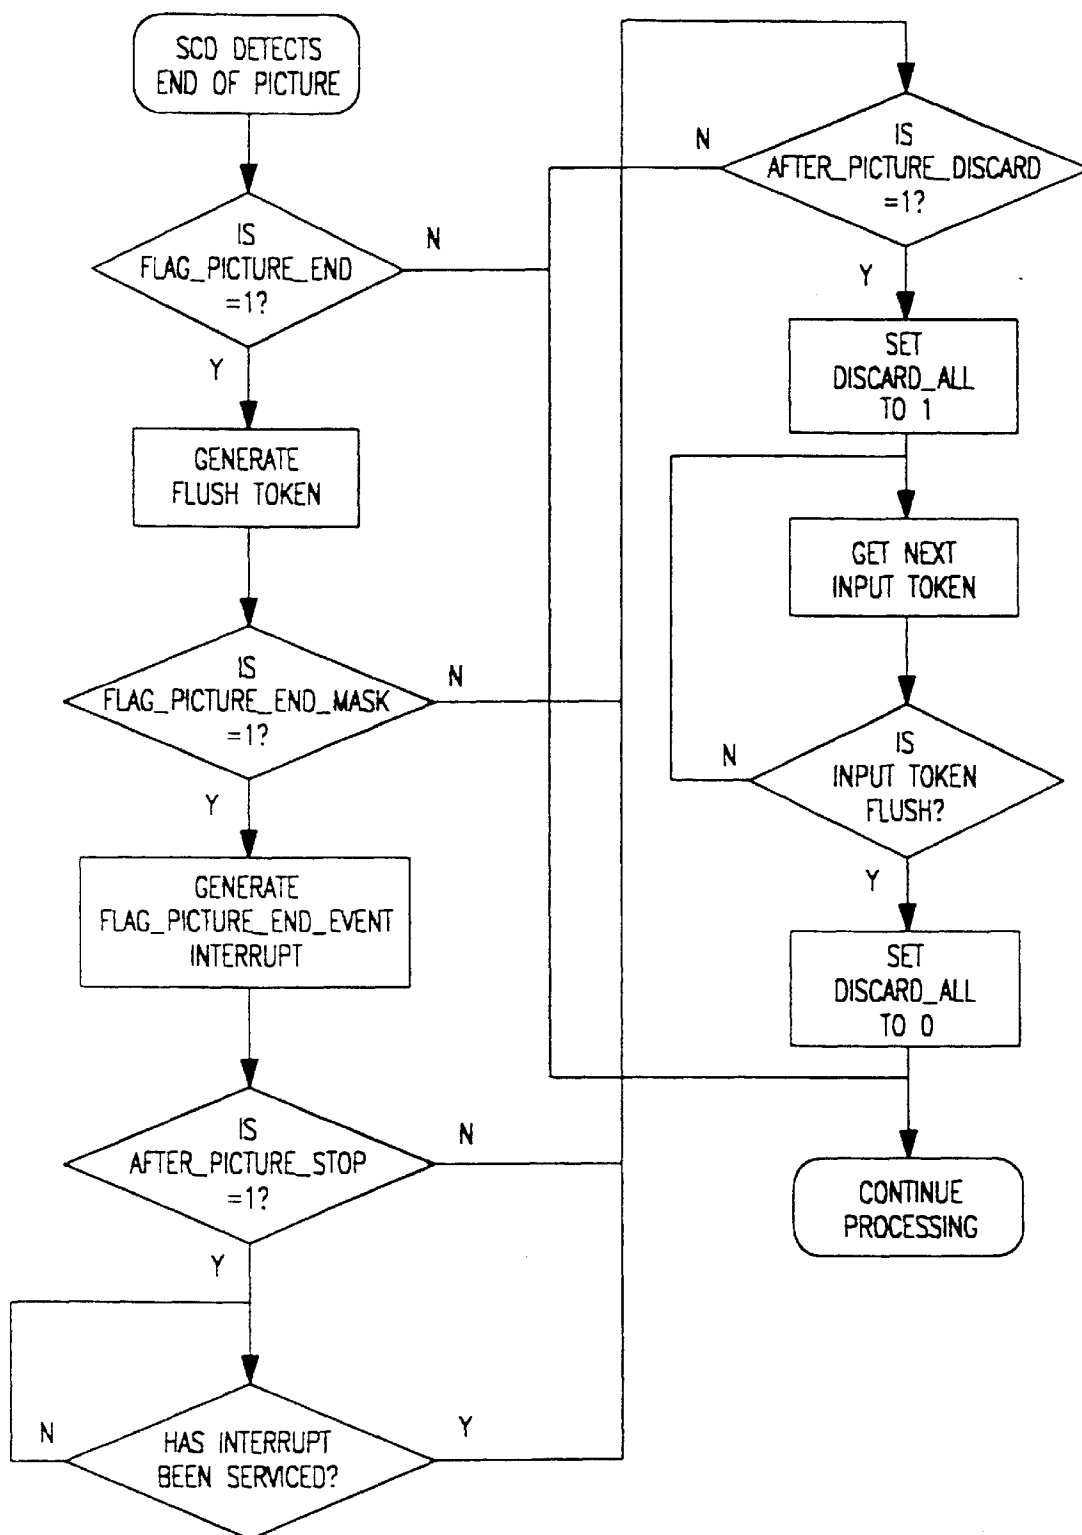 SCD DETECTS
END OF PICTURE
IS
FLAG_PICTURE_END
=1?
N
Y
GENERATE
FLUSH TOKEN
IS
FLAG_PICTURE_END_MASK
=1?
N
Y
GENERATE
FLAG_PICTURE_END_EVENT
INTERRUPT
IS
AFTER_PICTURE_STOP
=1?
N
Y
HAS INTERRUPT
BEEN SERVICED?
N
Y
IS
AFTER_PICTURE_DISCARD
=1?
N
Y
SET
DISCARD_ALL
TO 1
GET NEXT
INPUT TOKEN
IS
INPUT TOKEN
FLUSH?
N
Y
SET
DISCARD_ALL
TO 0
CONTINUE
PROCESSING